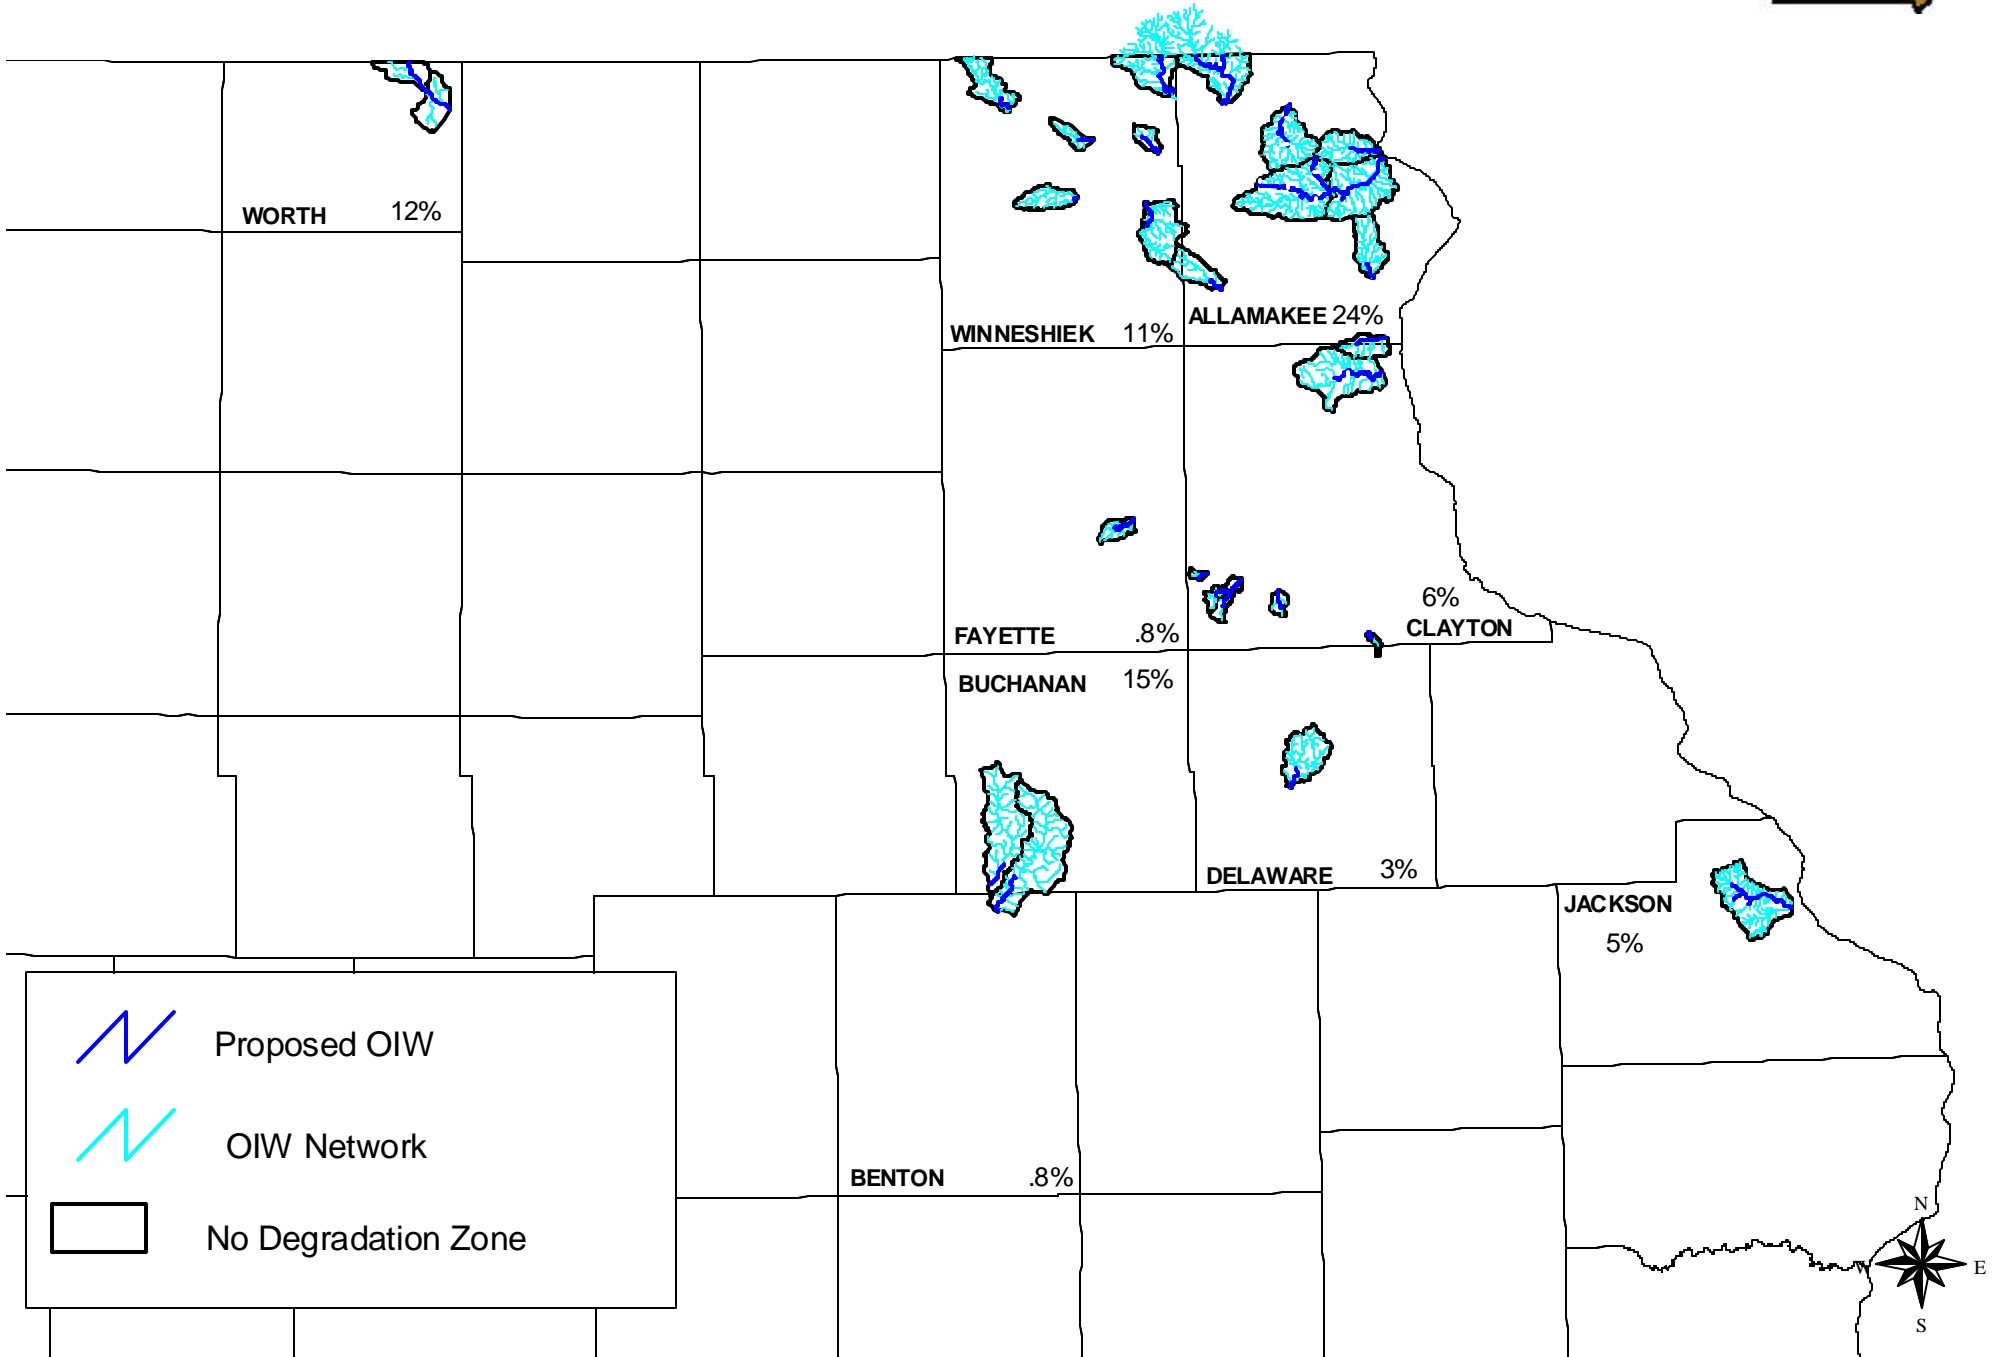 WORTH 12%
WINNESHIEK 11%
ALLAMAKEE 24%
6%
CLAYTON
FAYETTE .8%
BUCHANAN 15%
DELAWARE 3%
JACKSON
5%
BENTON .8%
Proposed OIW
OIW Network
No Degradation Zone
N
W E
S